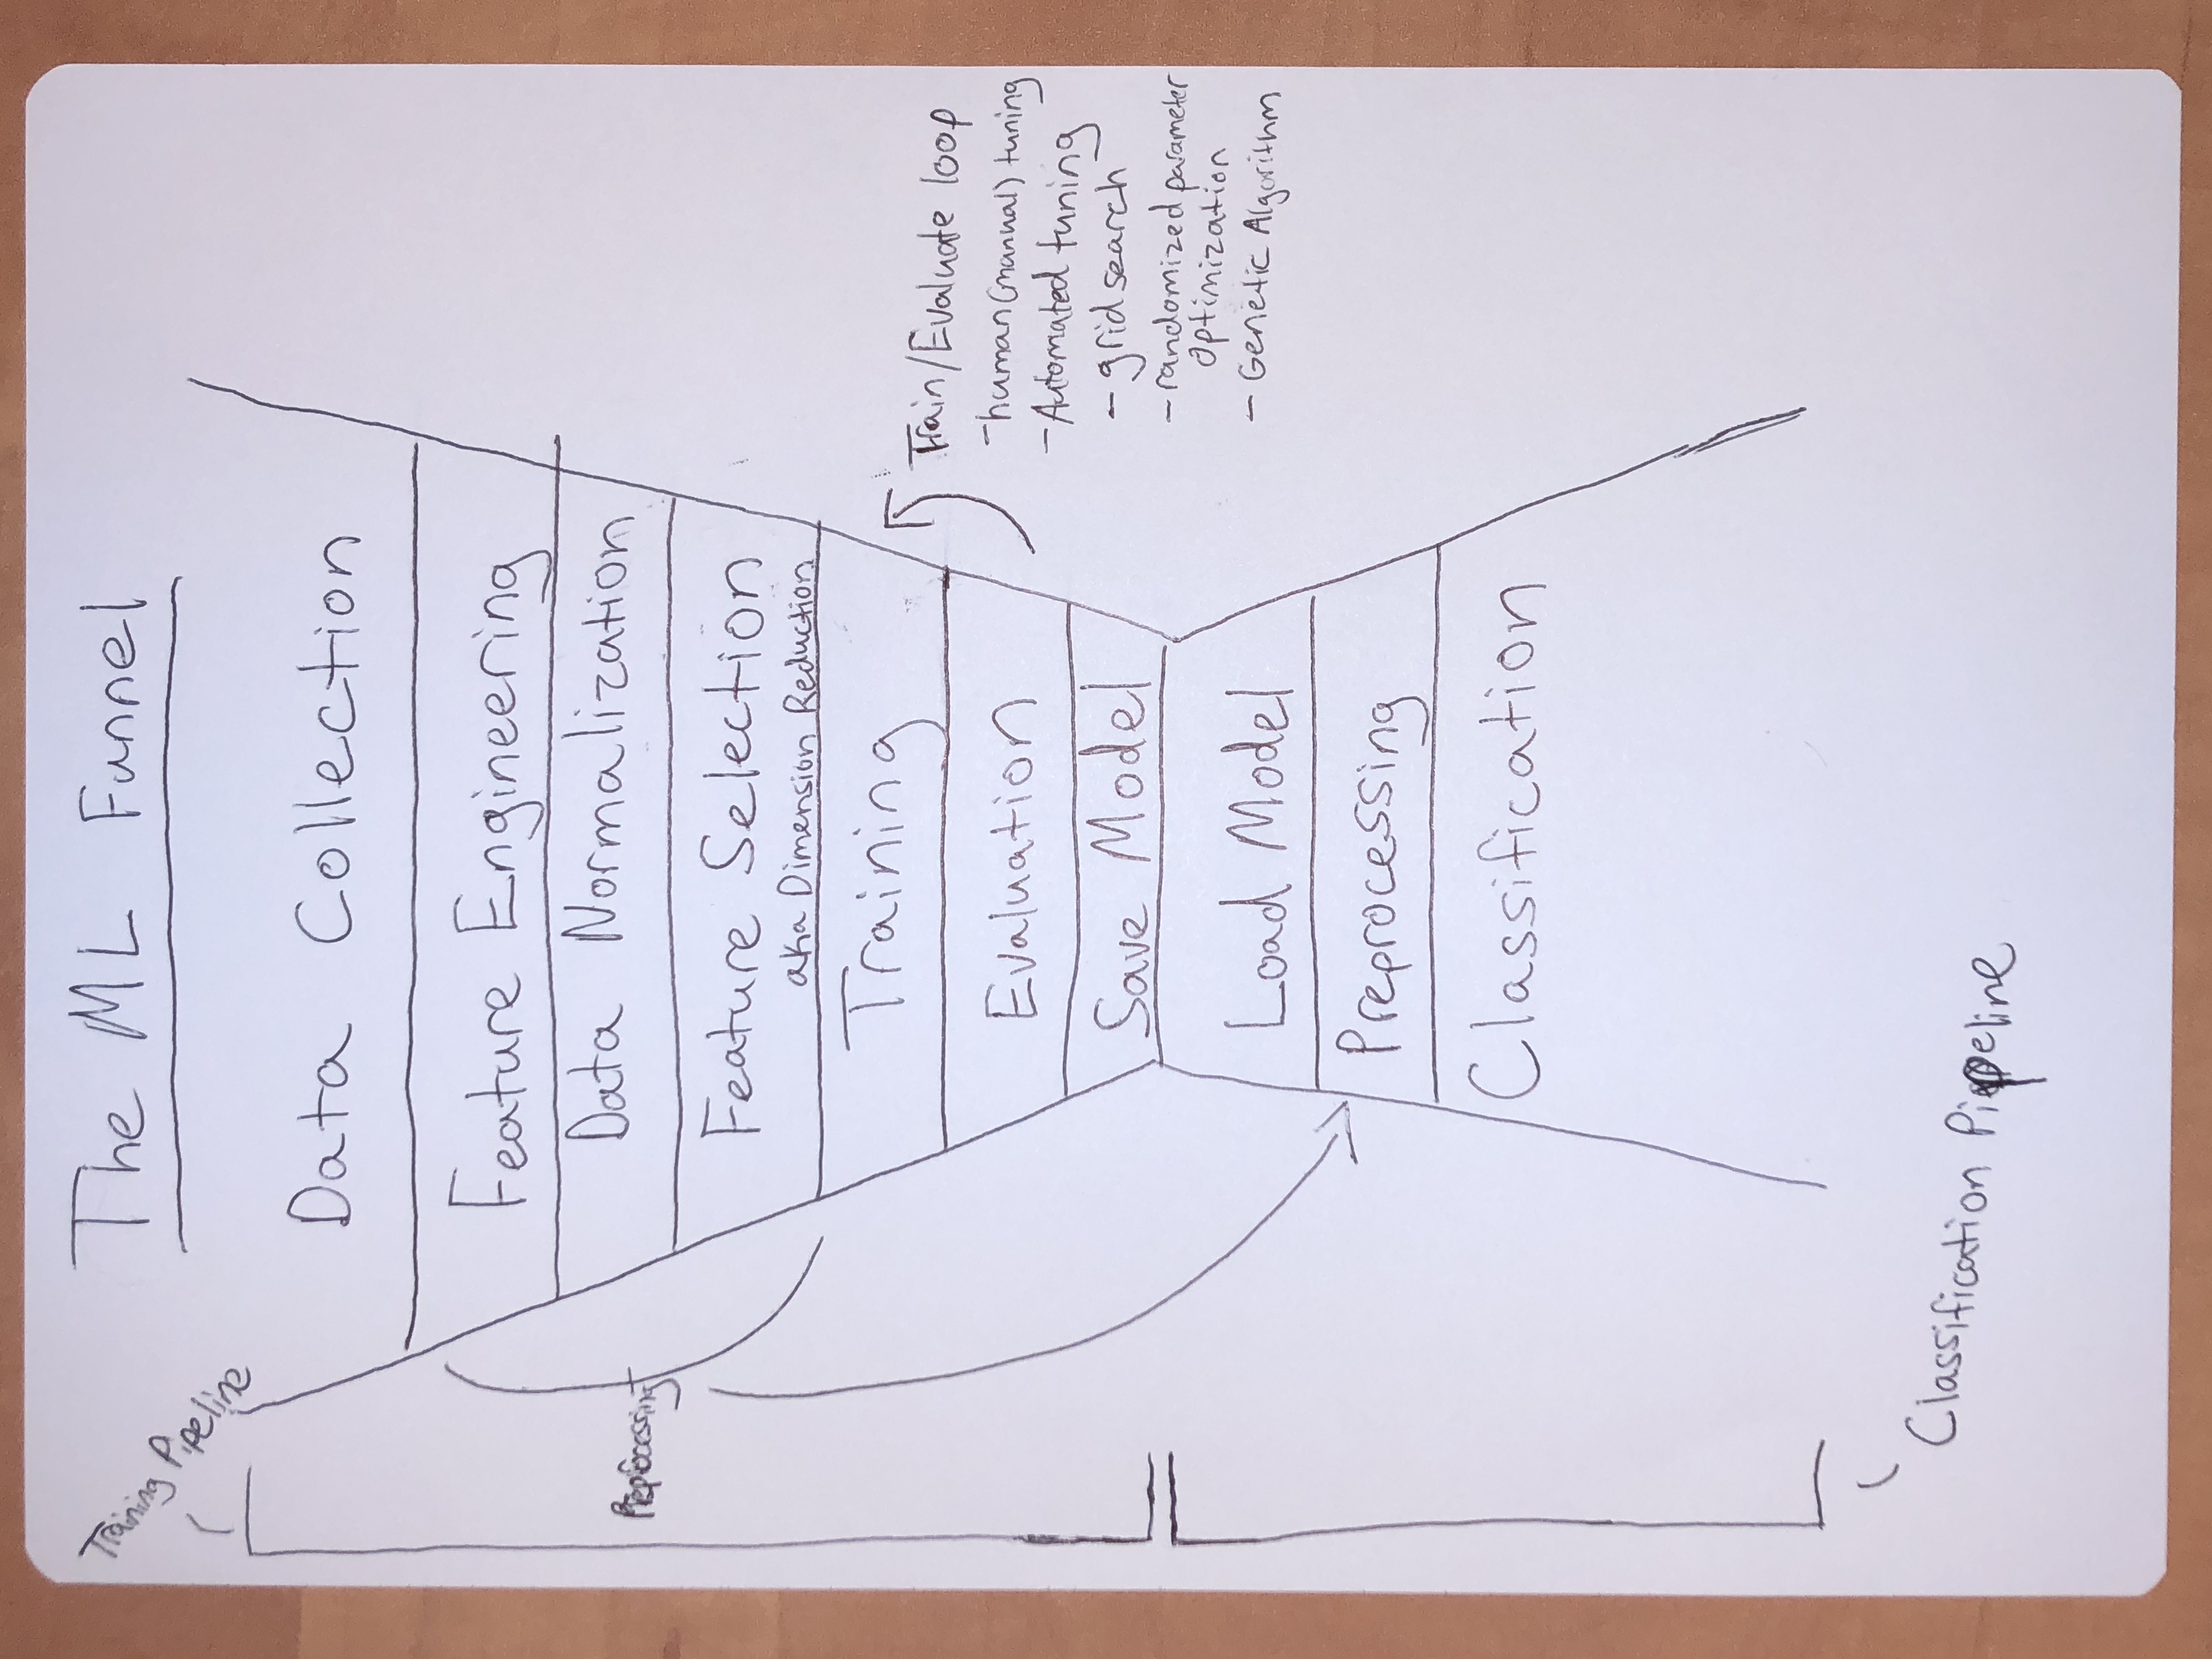 The ML Funnel
Training Pipeline
Data Collection
Feature Engineering
Data Normalization
Preprocessing
Feature Selection
aka Dimension Reduction
Training
Train/Evaluate loop
-human(manual) tuning
-Automated tuning
- grid search
- randomized parameter
optimization
- Genetic Algorithm
Evaluation
Save Model
Load Model
Preprocessing
Classification
Classification Pipeline